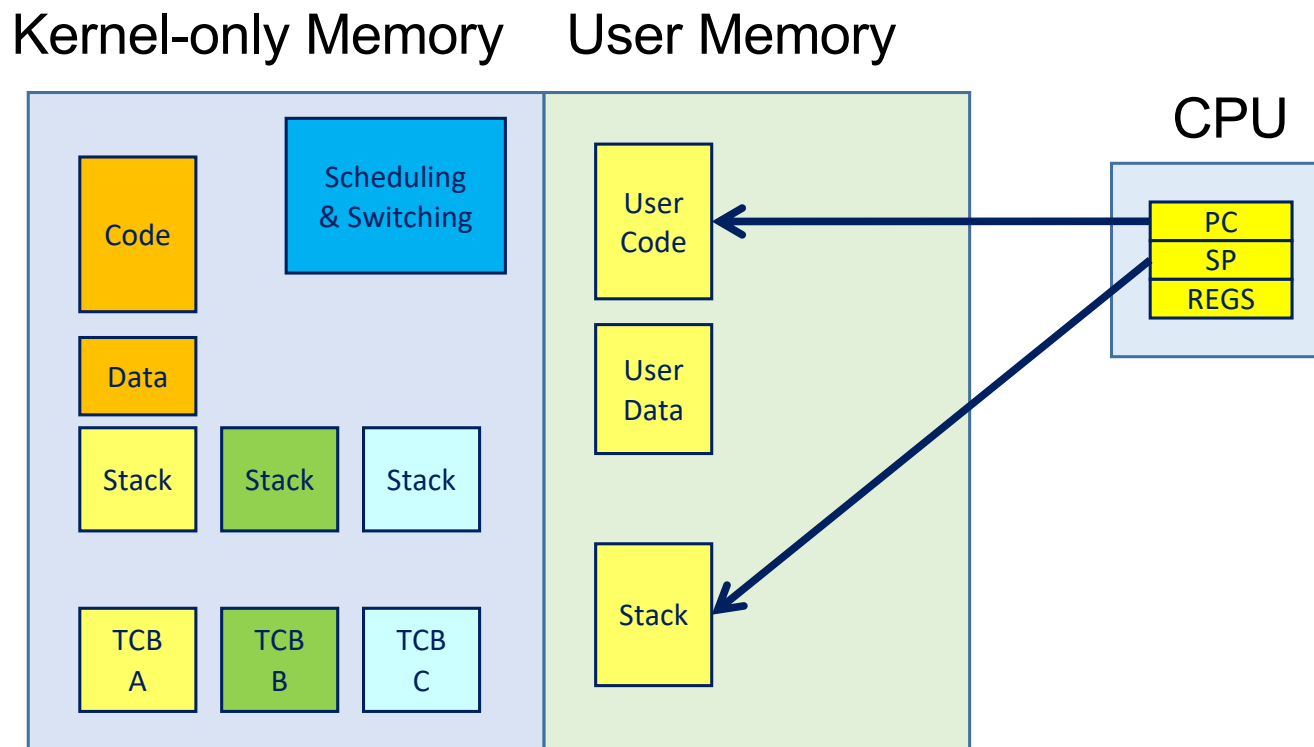 Kernel-only Memory
User Memory
CPU
Scheduling
& Switching
Code
Data
Stack
Stack
Stack
TCB
A
TCB
B
TCB
C
User
Code
User
Data
Stack
PC
SP
REGS